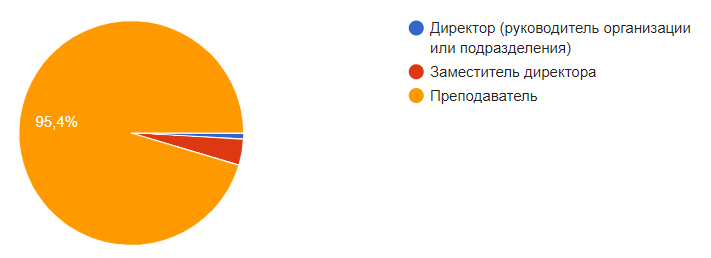 95,4%
Директор (руководитель организации
или подразделения)
Заместитель директора
Преподаватель